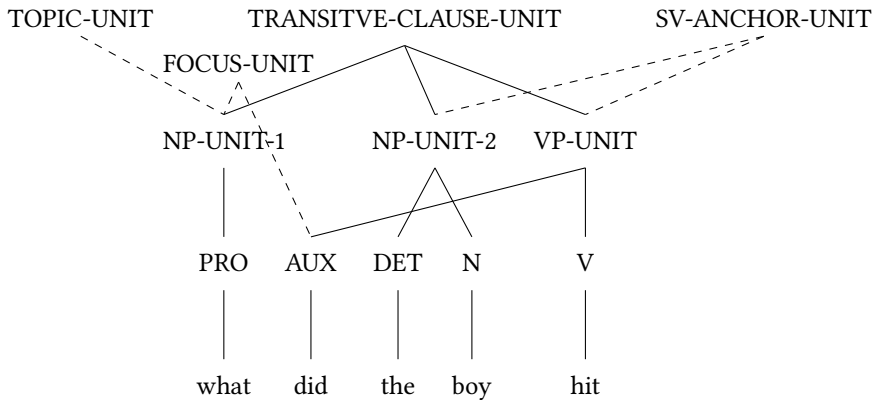 TOPIC-UNIT TRANSITVE-CLAUSE-UNIT SV-ANCHOR-UNIT
FOCUS-UNIT
NP-UNIT-1 NP-UNIT-2 VP-UNIT
PRO AUX DET N V
what did the boy hit